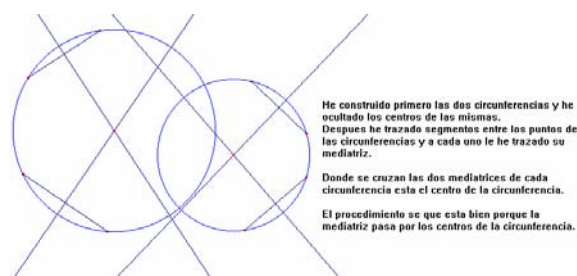 He construido primero las dos circunferencias y he
ocultado los centros de las mismas.
Despues he trazado segmentos entre los puntos de
las circunferencias y a cada uno le he trazado su
mediatriz.
Donde se cruzan las dos mediatrices de cada
circunferencia esta el centro de la circunferencia.
El procedimiento se que esta bien porque la
mediatriz pasa por los centros de la circunferencia.